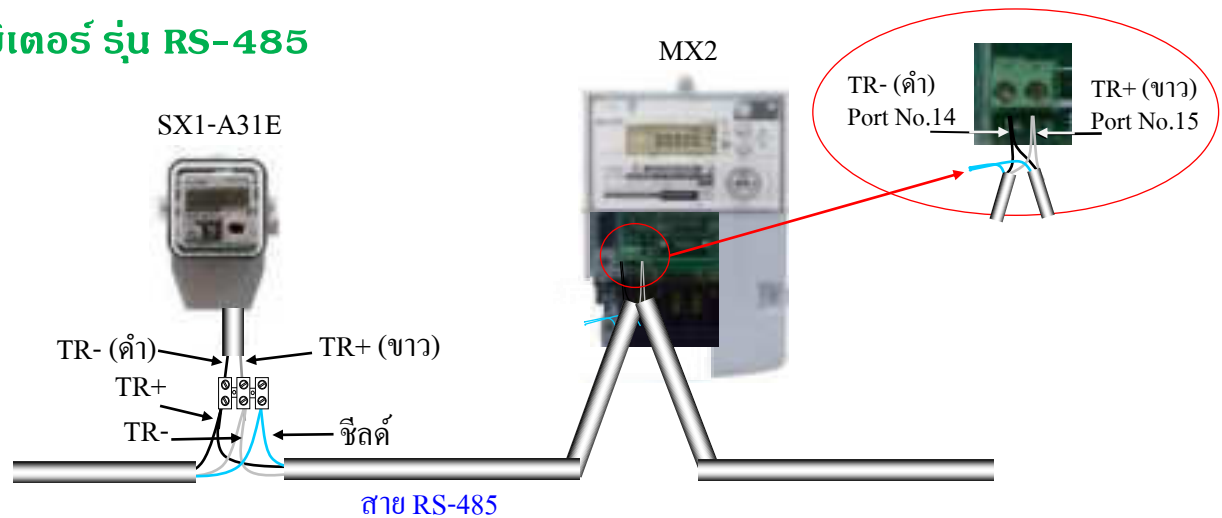 มิเตอร์ รุ่น RS-485
MX2
SX1-A31E
TR- (ดำ)
Port No.14
TR+ (ขาว)
Port No.15
TR- (ดำ)
TR+ (ขาว)
TR+
TR-
ชีลด์
สาย RS-485